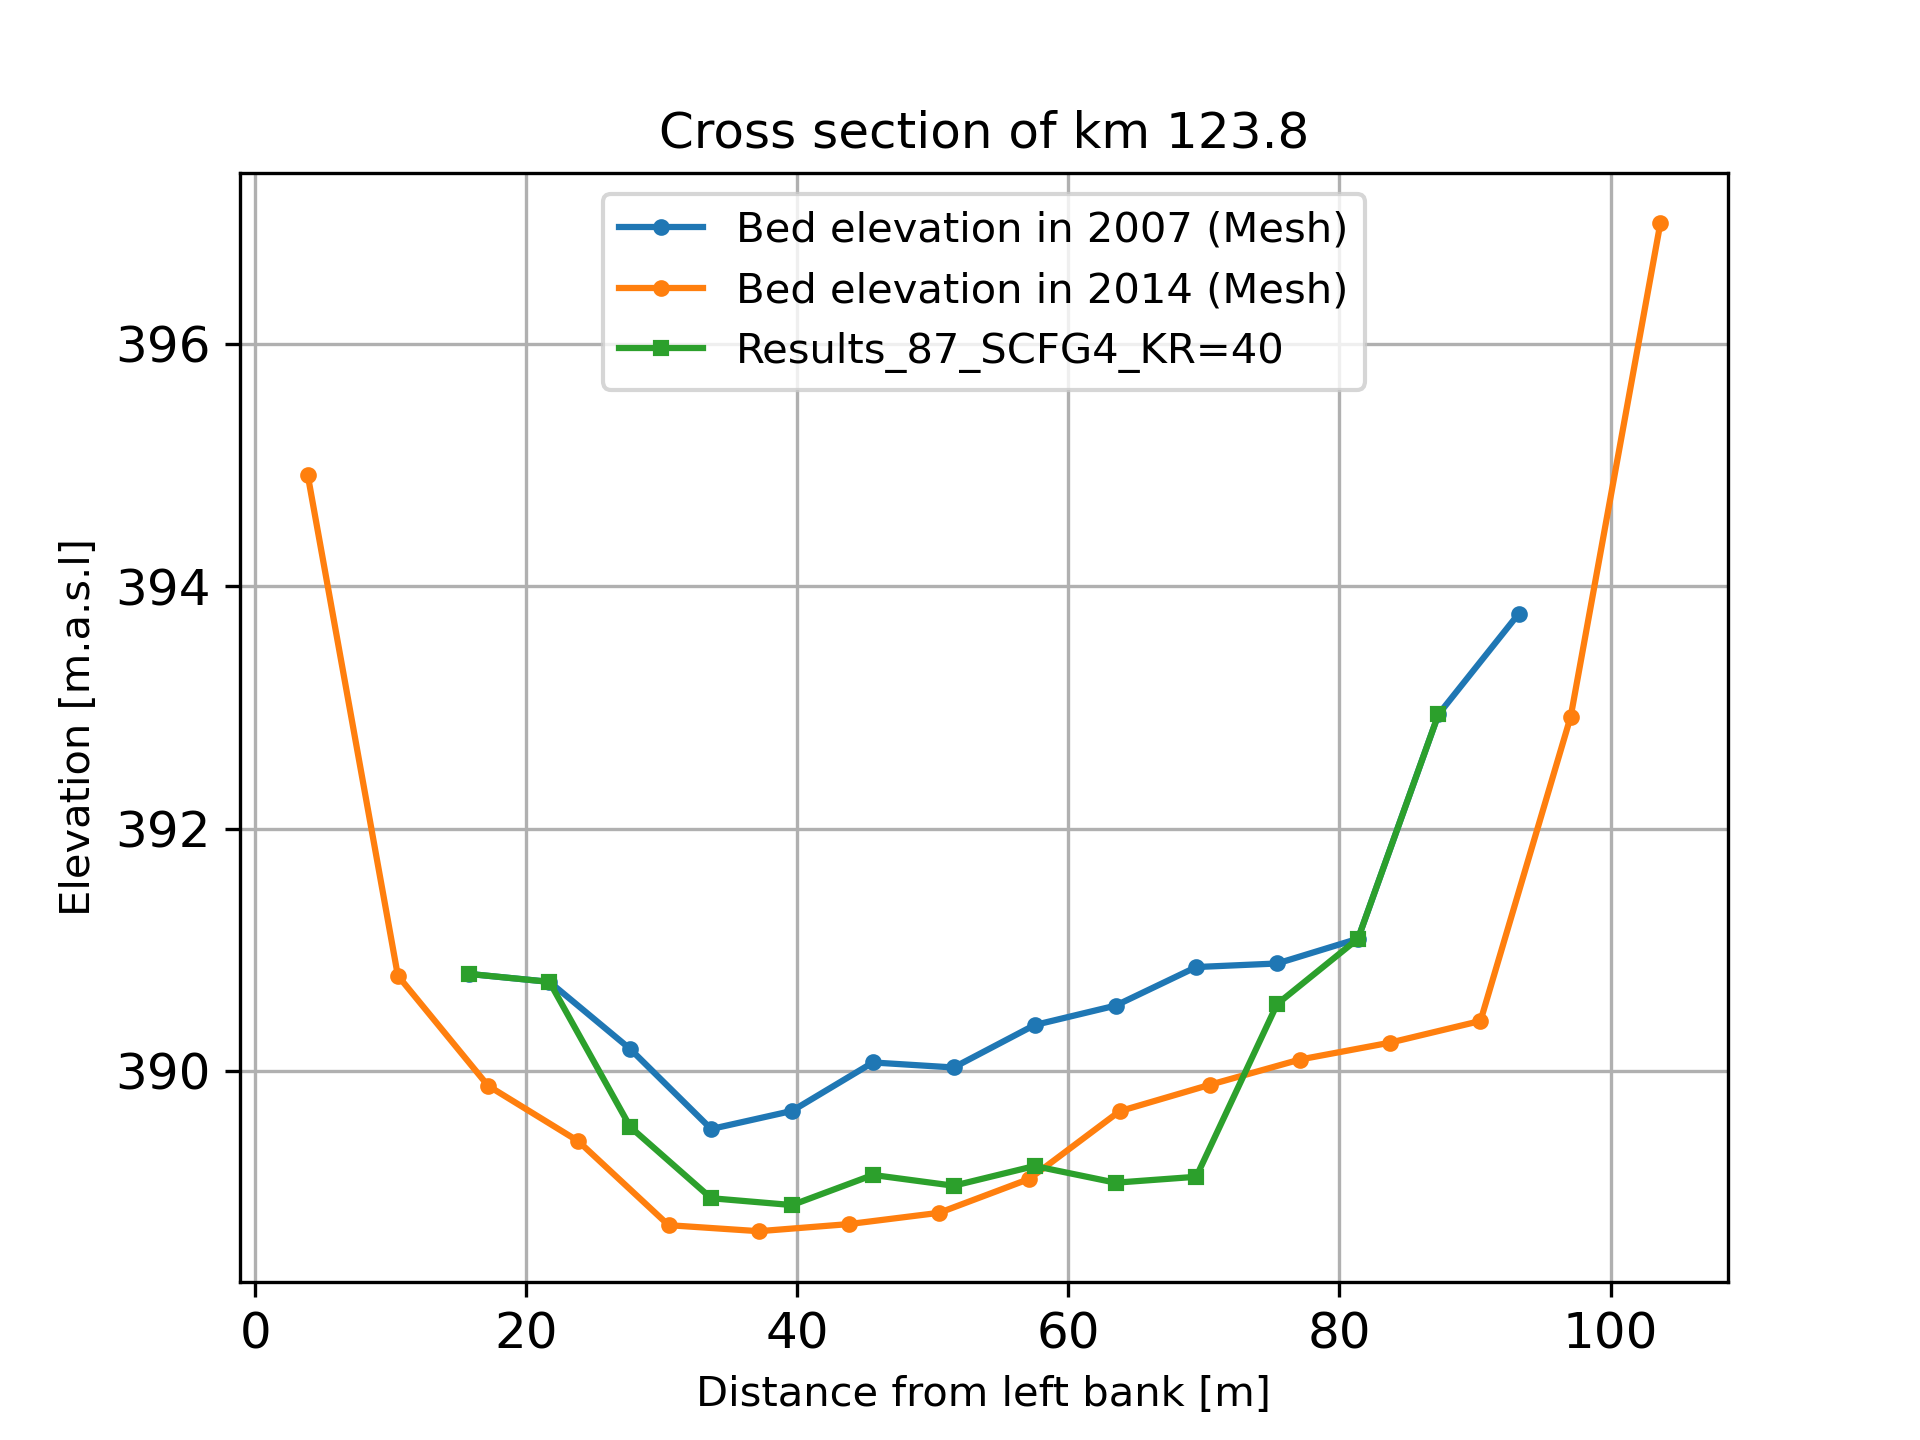 Cross section of km 123.8
Bed elevation in 2007 (Mesh)
Bed elevation in 2014 (Mesh)
Results_87_SCFG4_KR=40
Elevation [m.a.s.l]
396
394
392
390
0 20 40 60 80 100
Distance from left bank [m]